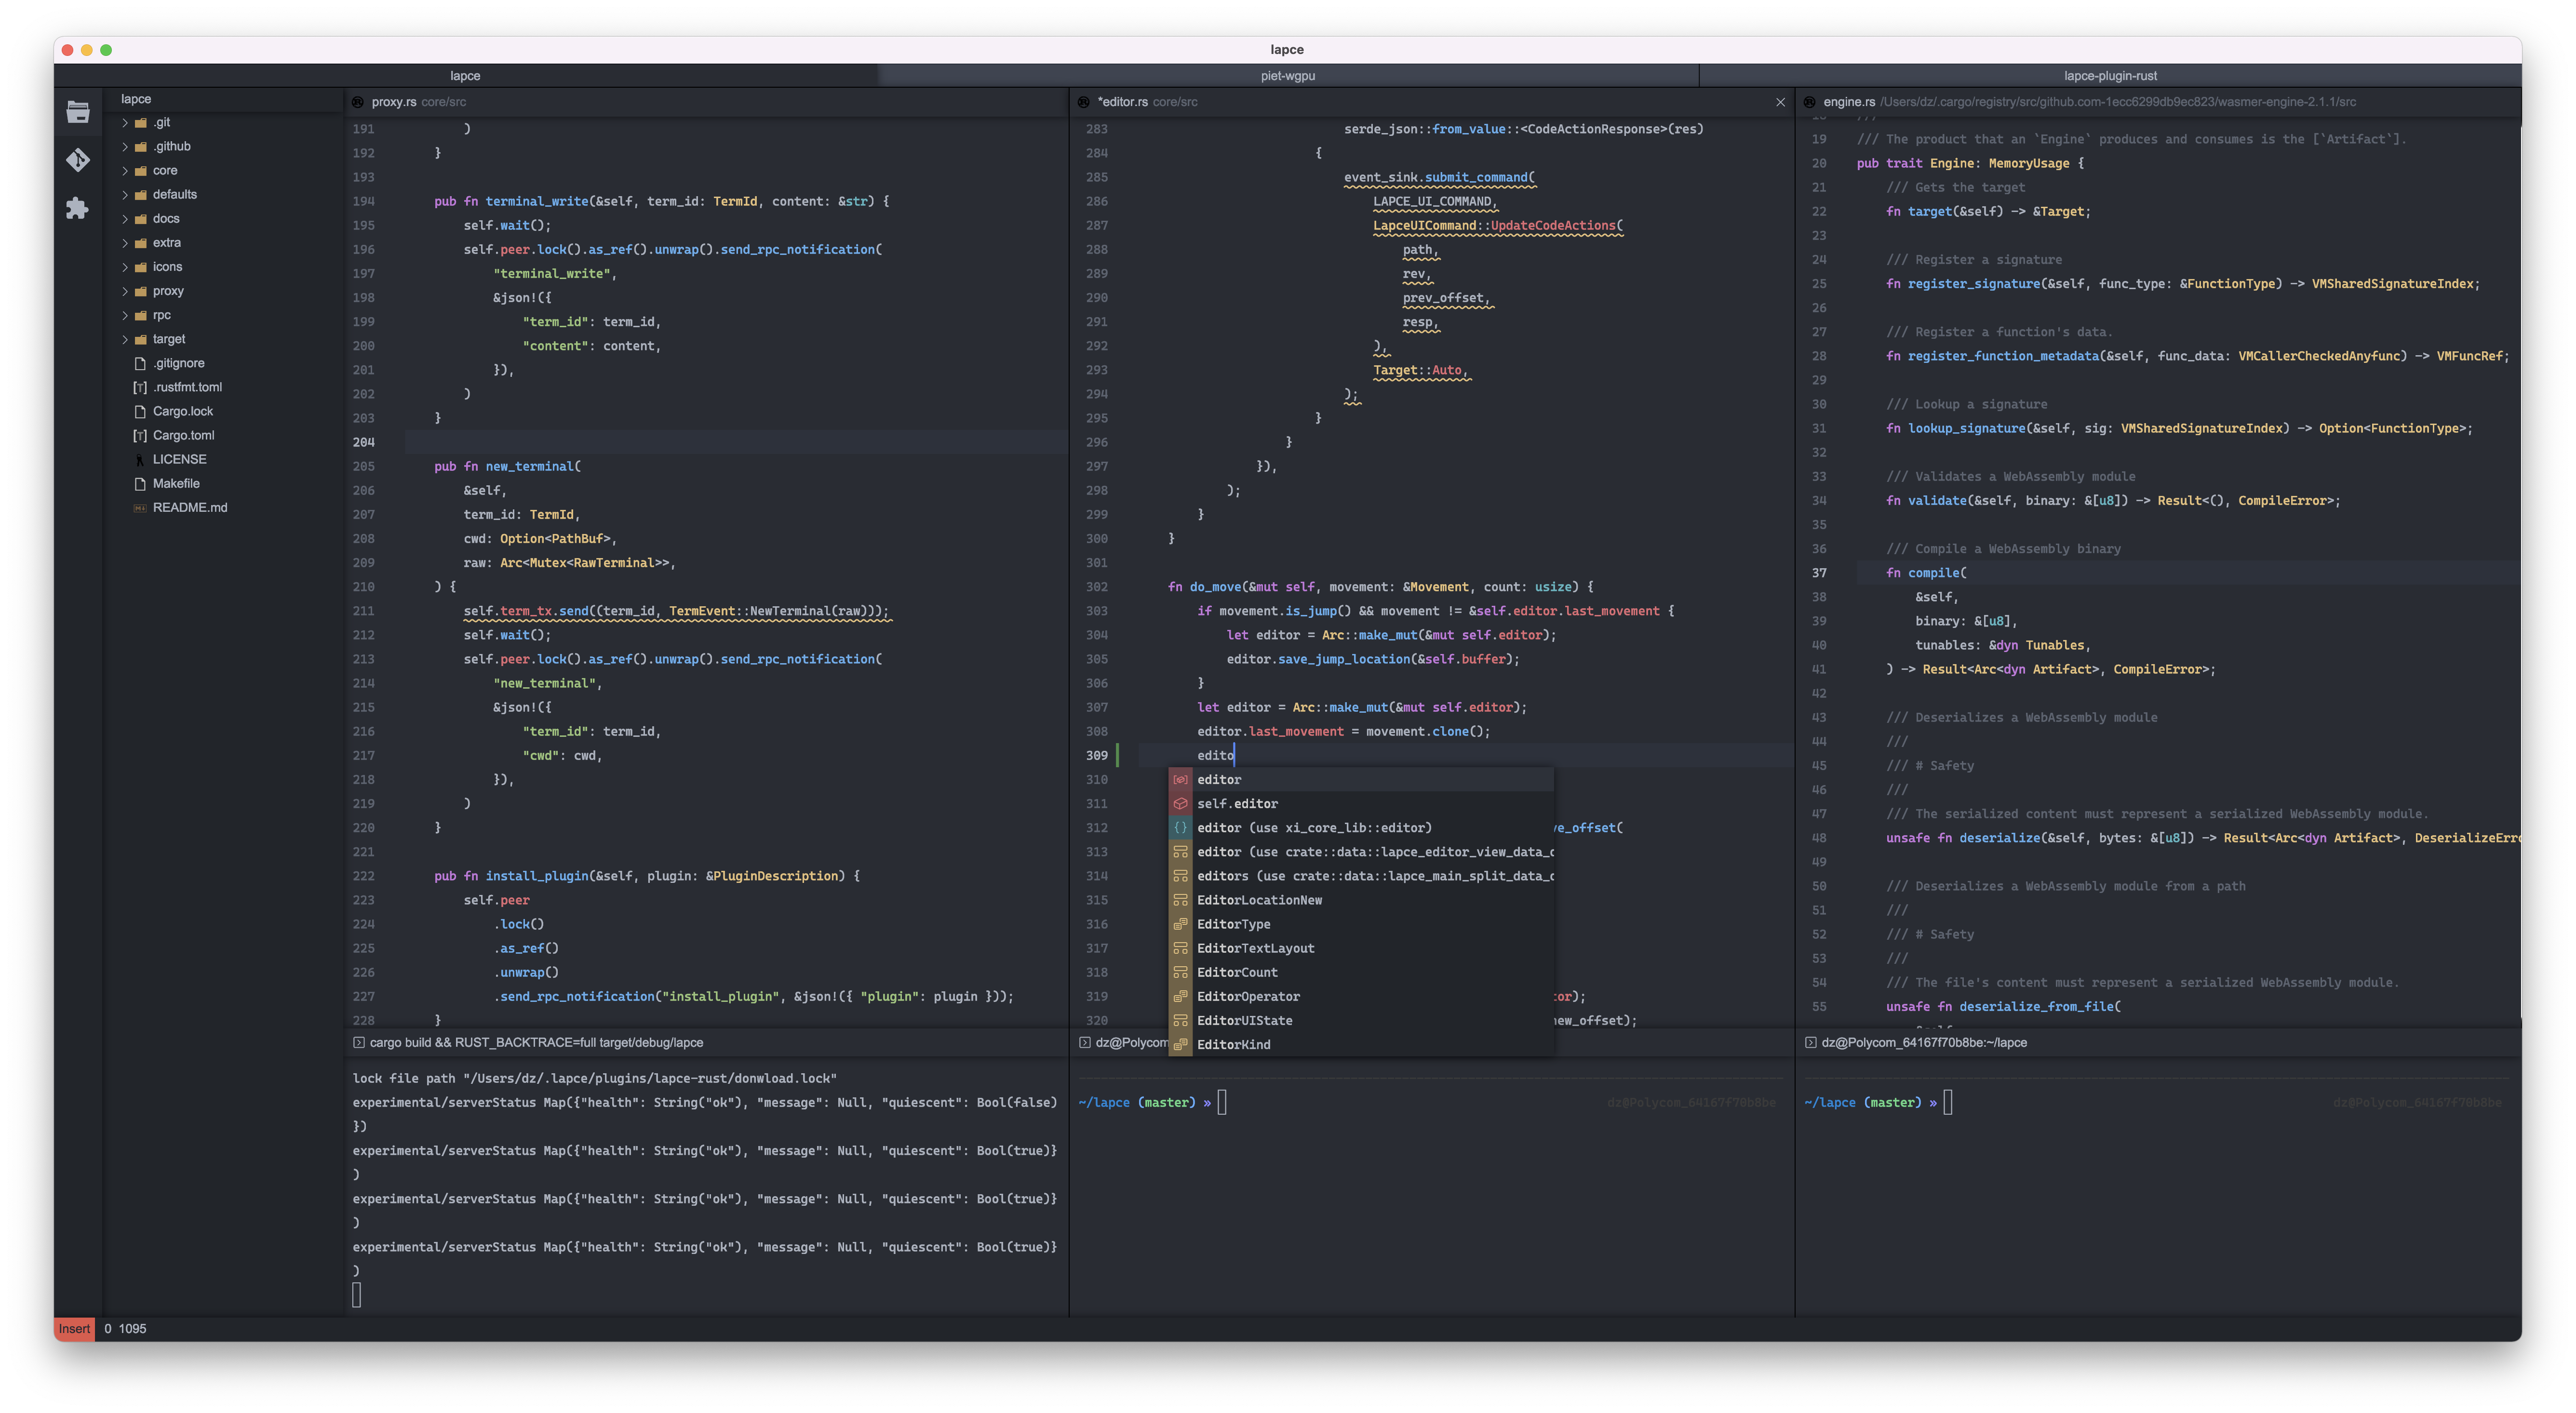 lapce
lapce
piet-wgpu
lapce-plugin-rust
lapce
.git
.github
core
defaults
docs
extra
icons
proxy
rpc
target
.gitignore
[T] .rustfmt.toml
Cargo.lock
[T] Cargo.toml
LICENSE
Makefile
README.md
proxy.rs core/src
191 )
192 }
193
194 pub fn terminal_write(&self, term_id: TermId, content: &str) {
195 self.wait();
196 self.peer.lock().as_ref().unwrap().send_rpc_notification(
197 "terminal_write",
198 &json!({
199 "term_id": term_id,
200 "content": content,
201 }),
202 )
203 }
204
205 pub fn new_terminal(
206 &self,
207 term_id: TermId,
208 cwd: Option<PathBuf>,
209 raw: Arc<Mutex<RawTerminal>>,
210 ) {
211 self.term_tx.send((term_id, TermEvent::NewTerminal(raw)));
212 self.wait();
213 self.peer.lock().as_ref().unwrap().send_rpc_notification(
214 "new_terminal",
215 &json!({
216 "term_id": term_id,
217 "cwd": cwd,
218 }),
219 )
220 }
221
222 pub fn install_plugin(&self, plugin: &PluginDescription) {
223 self.peer
224 .lock()
225 .as_ref()
226 .unwrap()
227 .send_rpc_notification("install_plugin", &json!({ "plugin": plugin }));
228 }
*editor.rs core/src
283 serde_json::from_value::<CodeActionResponse>(res)
284 {
285 event_sink.submit_command(
286 LAPCE_UI_COMMAND,
287 LapceUICommand::UpdateCodeActions(
288 path,
289 rev,
290 prev_offset,
291 resp,
292 ),
293 Target::Auto,
294 );
295 }
296 }
297 }),
298 );
299 }
300 }
301
302 fn do_move(&mut self, movement: &Movement, count: usize) {
303 if movement.is_jump() && movement != &self.editor.last_movement {
304 let editor = Arc::make_mut(&mut self.editor);
305 editor.save_jump_location(&self.buffer);
306 }
307 let editor = Arc::make_mut(&mut self.editor);
308 editor.last_movement = movement.clone();
309 edito
310 editor
311 self.editor
312 editor (use xi_core_lib::editor) ve_offset(
313 editor (use crate::data::lapce_editor_view_data_
314 editors (use crate::data::lapce_main_split_data_
315 EditorLocationNew
316 EditorType
317 EditorTextLayout
318 EditorCount
319 EditorOperator tor);
320 EditorUIState ew_offset);
EditorKind
engine.rs /Users/dz/.cargo/registry/src/github.com-1ecc6299db9ec823/wasmer-engine-2.1.1/src
19 /// The product that an `Engine` produces and consumes is the [`Artifact`].
20 pub trait Engine: MemoryUsage {
21 /// Gets the target
22 fn target(&self) -> &Target;
23
24 /// Register a signature
25 fn register_signature(&self, func_type: &FunctionType) -> VMSharedSignatureIndex;
26
27 /// Register a function's data.
28 fn register_function_metadata(&self, func_data: VMCallerCheckedAnyfunc) -> VMFuncRef;
29
30 /// Lookup a signature
31 fn lookup_signature(&self, sig: VMSharedSignatureIndex) -> Option<FunctionType>;
32
33 /// Validates a WebAssembly module
34 fn validate(&self, binary: &[u8]) -> Result<(), CompileError>;
35
36 /// Compile a WebAssembly binary
37 fn compile(
38 &self,
39 binary: &[u8],
40 tunables: &dyn Tunables,
41 ) -> Result<Arc<dyn Artifact>, CompileError>;
42
43 /// Deserializes a WebAssembly module
44 ///
45 /// # Safety
46 ///
47 /// The serialized content must represent a serialized WebAssembly module.
48 unsafe fn deserialize(&self, bytes: &[u8]) -> Result<Arc<dyn Artifact>, DeserializeErr
49
50 /// Deserializes a WebAssembly module from a path
51 ///
52 /// # Safety
53 ///
54 /// The file's content must represent a serialized WebAssembly module.
55 unsafe fn deserialize_from_file(
cargo build && RUST_BACKTRACE=full target/debug/lapce
lock file path "/Users/dz/.lapce/plugins/lapce-rust/donwload.lock"
experimental/serverStatus Map({"health": String("ok"), "message": Null, "quiescent": Bool(false)
})
experimental/serverStatus Map({"health": String("ok"), "message": Null, "quiescent": Bool(true)}
)
experimental/serverStatus Map({"health": String("ok"), "message": Null, "quiescent": Bool(true)}
)
experimental/serverStatus Map({"health": String("ok"), "message": Null, "quiescent": Bool(true)}
)
dz@Polycom
~/lapce (master) » dz@Polycom_64167f70b8be
dz@Polycom_64167f70b8be:~/lapce
~/lapce (master) » dz@Polycom_64167f70b8be
Insert 0 1095